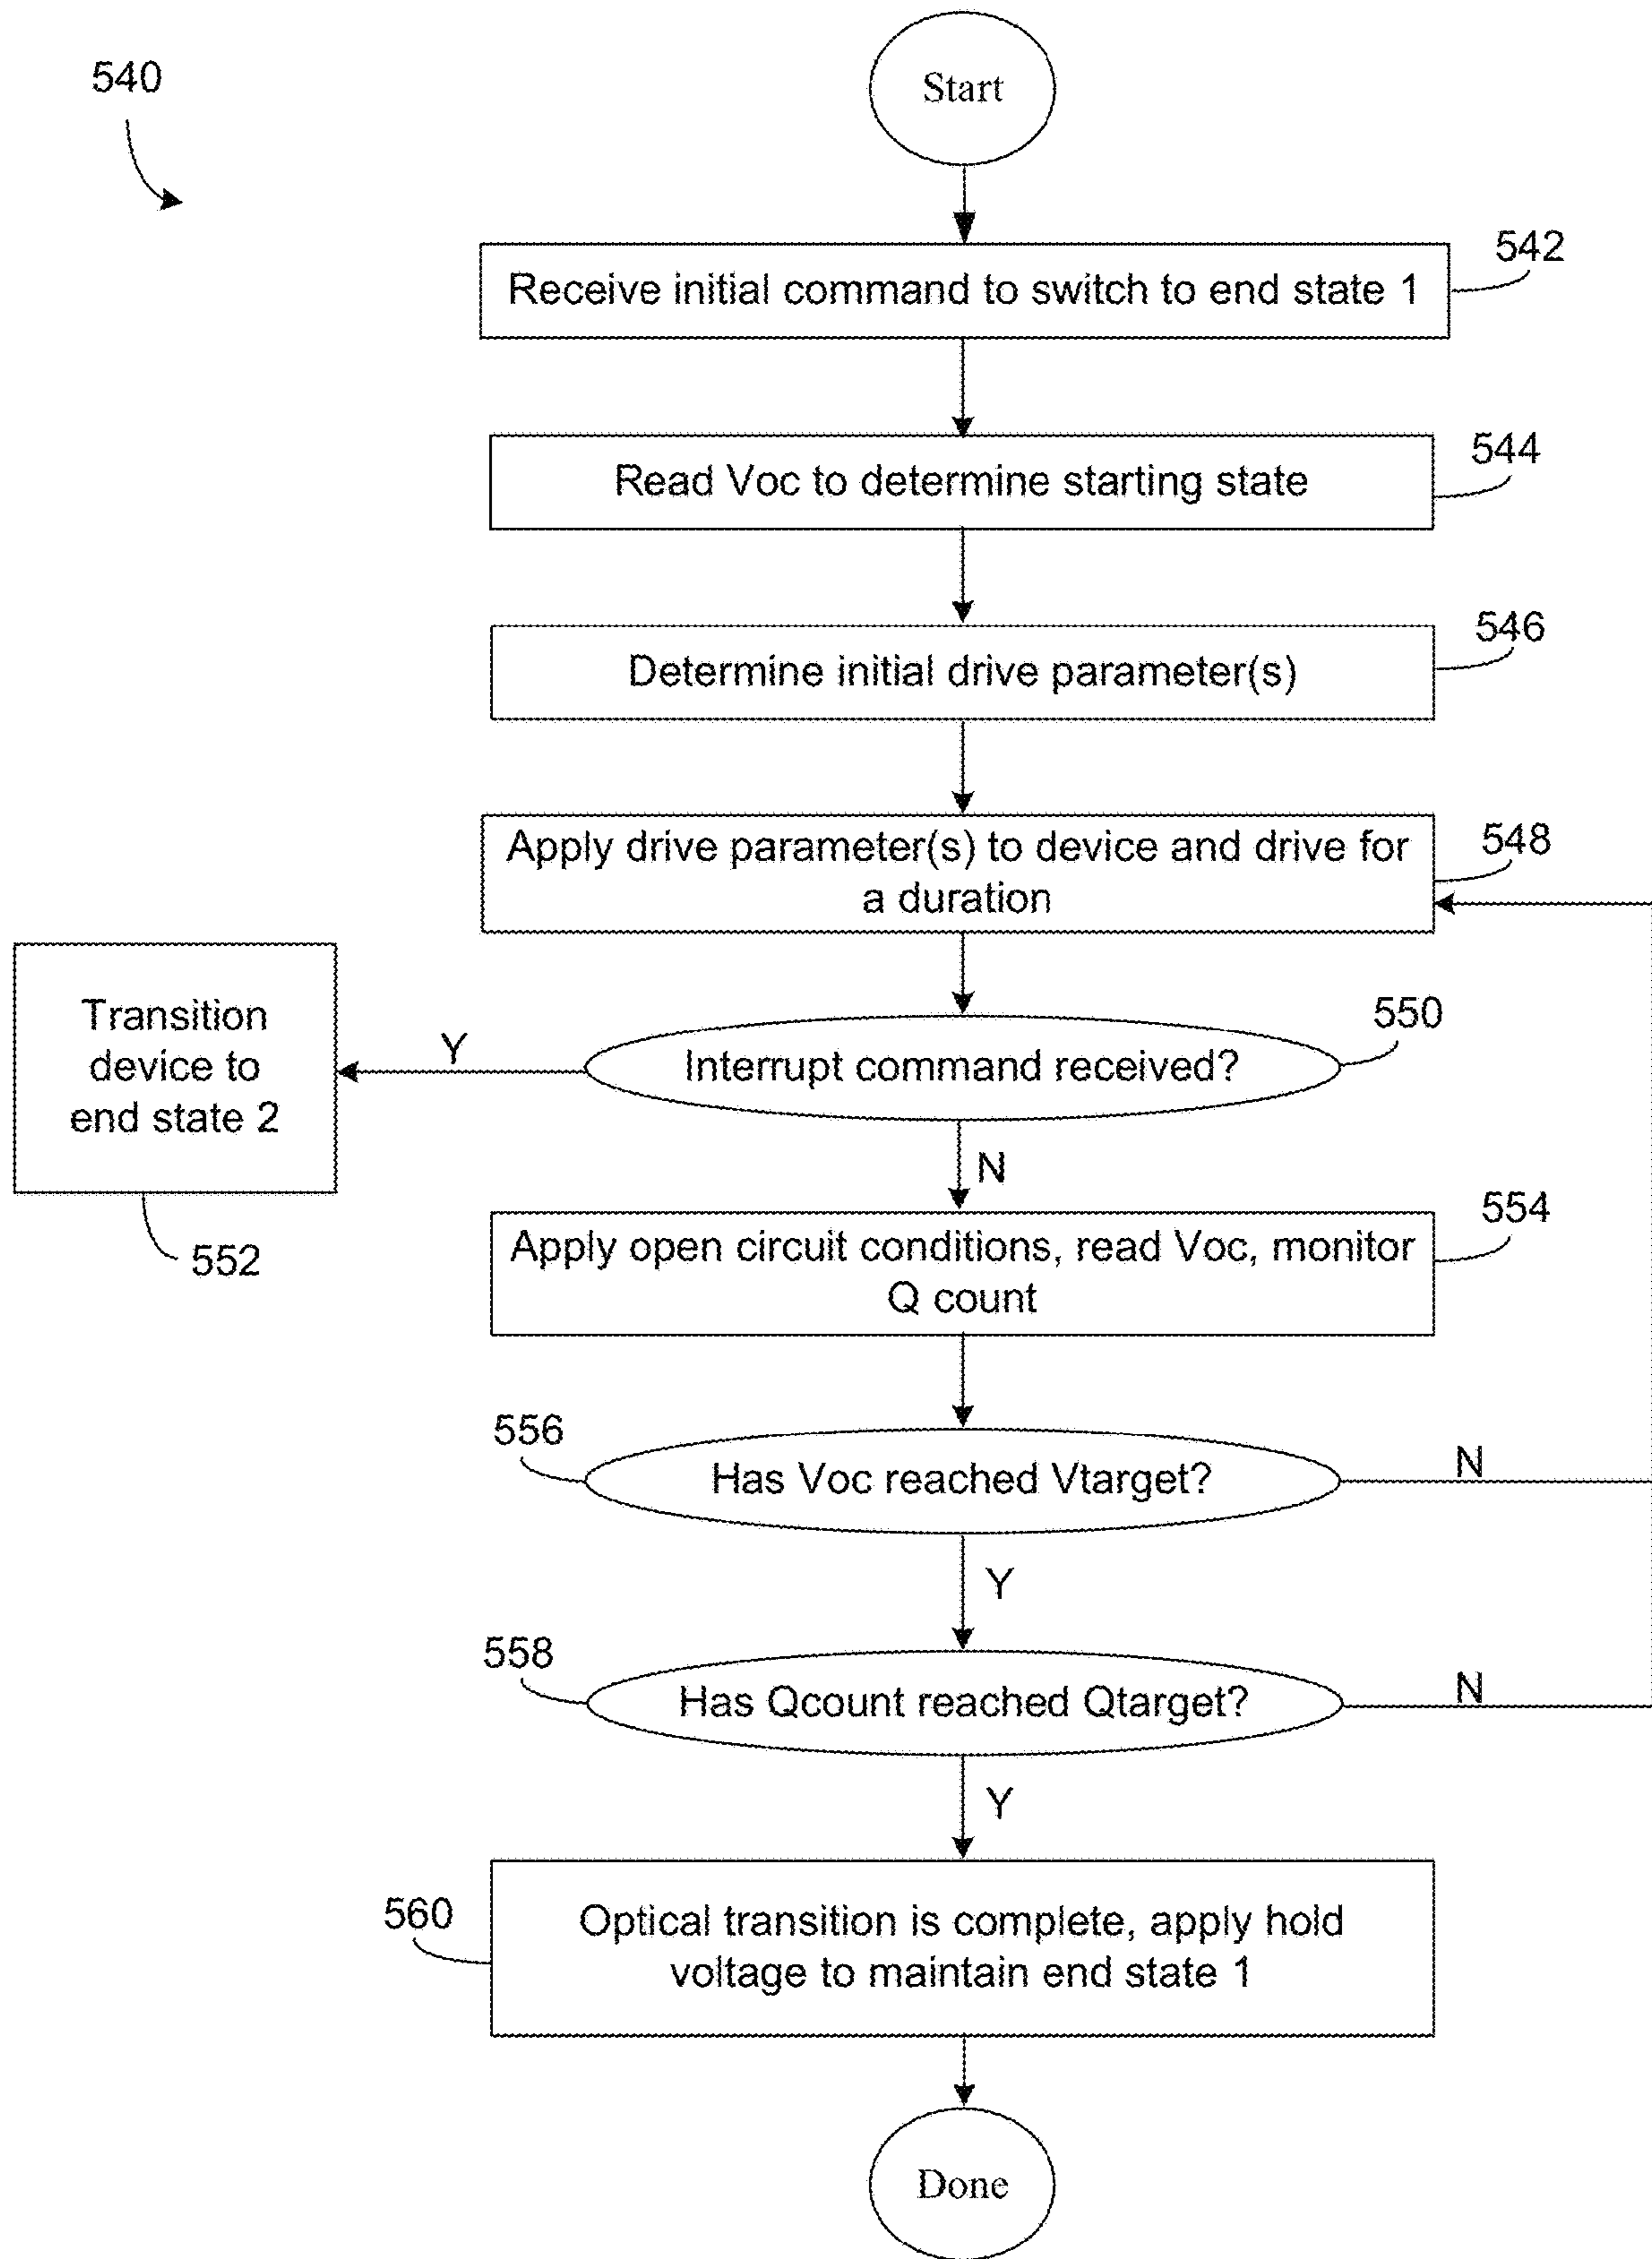 540
Start
542
Receive initial command to switch to end state 1
544
Read Voc to determine starting state
546
Determine initial drive parameter(s)
548
Apply drive parameter(s) to device and drive for
a duration
550
Interrupt command received?
Y
Transition
device to
end state 2
552
N
554
Apply open circuit conditions, read Voc, monitor
Q count
556
Has Voc reached Vtarget?
N
Y
558
Has Qcount reached Qtarget?
N
Y
560
Optical transition is complete, apply hold
voltage to maintain end state 1
Done